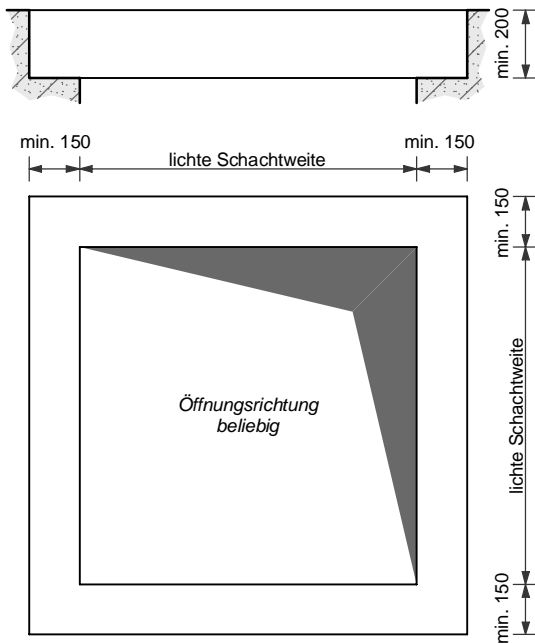 min. 200
min. 150
lichte Schachtweite
min. 150
min. 150
lichte Schachtweite
Öffnungsrichtung
beliebig
min. 150